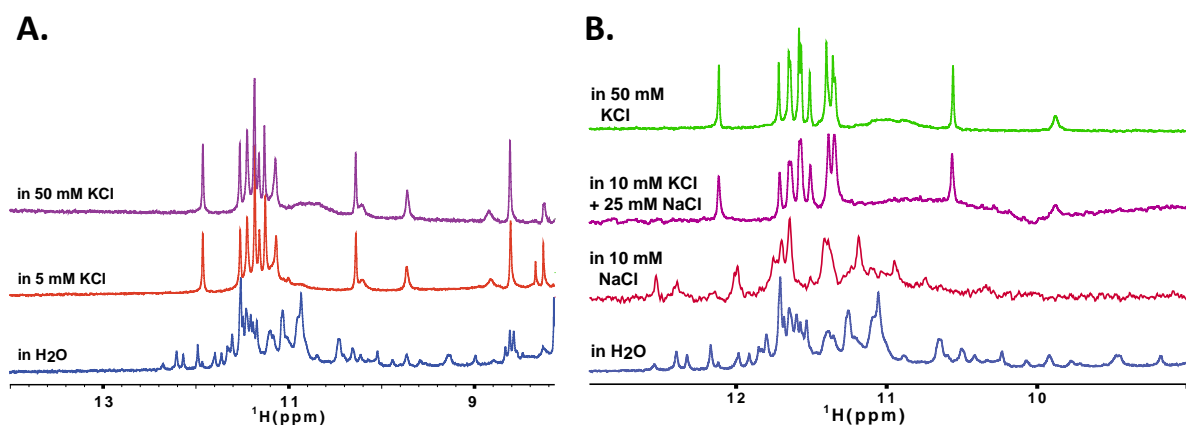 A.
in 50 mM KCl
in 5 mM KCl
in H2O
13
11
9
¹H(ppm)
B.
in 50 mM
KCl
in 10 mM KCl
+ 25 mM NaCl
in 10 mM
NaCl
in H2O
12
11
10
¹H(ppm)